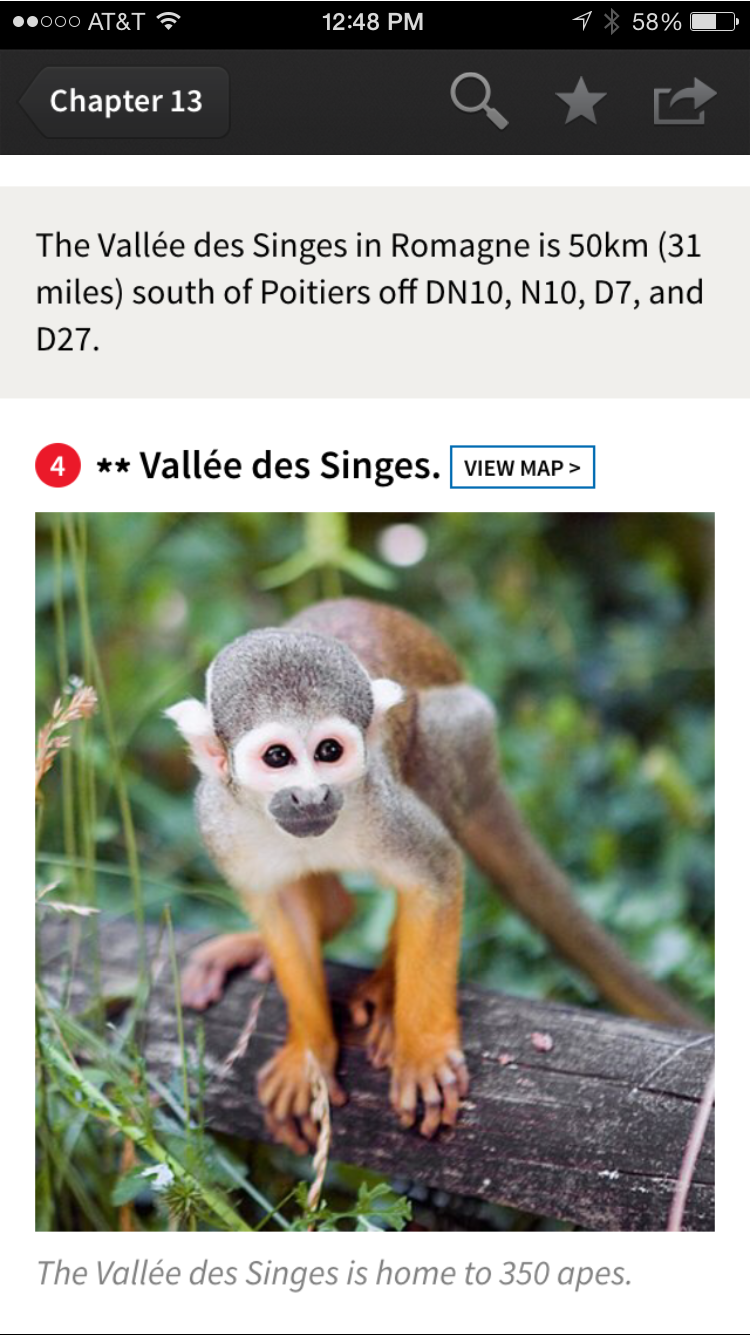 AT&T 12:48 PM 58%
Chapter 13
The Vallée des Singes in Romagne is 50km (31
miles) south of Poitiers off DN10, N10, D7, and
D27.
4 ** Vallée des Singes. VIEW MAP >
The Vallée des Singes is home to 350 apes.